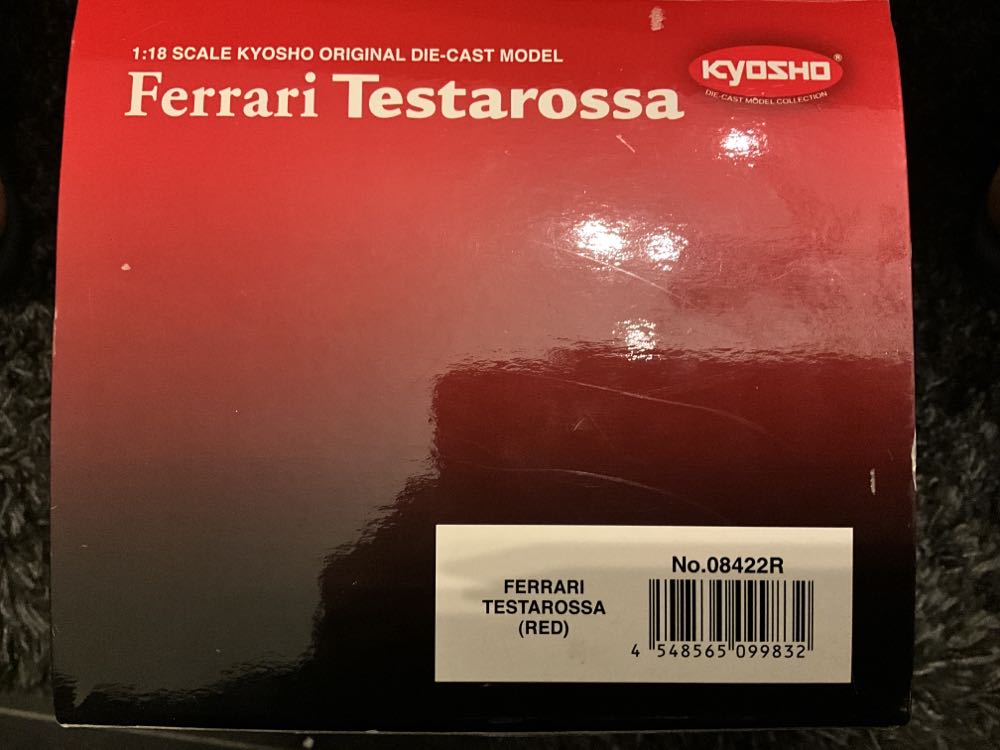 1:18 SCALE KYOSHO ORIGINAL DIE-CAST MODEL
Ferrari Testarossa
KYOSHO®
DIE-CAST MODEL COLLECTION
No.08422R
FERRARI
TESTAROSSA
(RED)
4 548565 099832